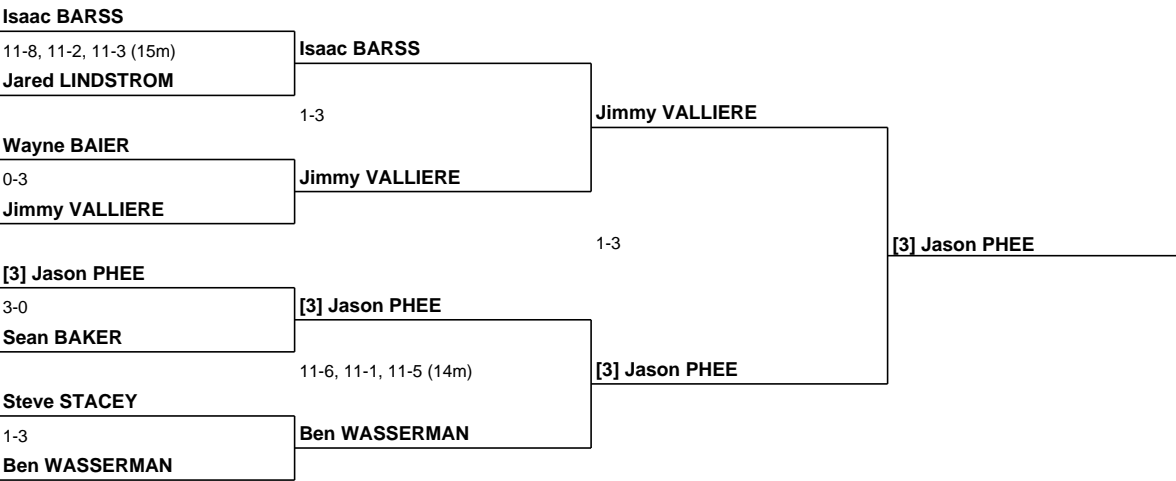 Isaac BARSS
11-8, 11-2, 11-3 (15m)
Jared LINDSTROM
Wayne BAIER
0-3
Jimmy VALLIERE
[3] Jason PHEE
3-0
Sean BAKER
Steve STACEY
1-3
Ben WASSERMAN
Isaac BARSS
1-3
Jimmy VALLIERE
[3] Jason PHEE
11-6, 11-1, 11-5 (14m)
Ben WASSERMAN
Jimmy VALLIERE
1-3
[3] Jason PHEE
[3] Jason PHEE